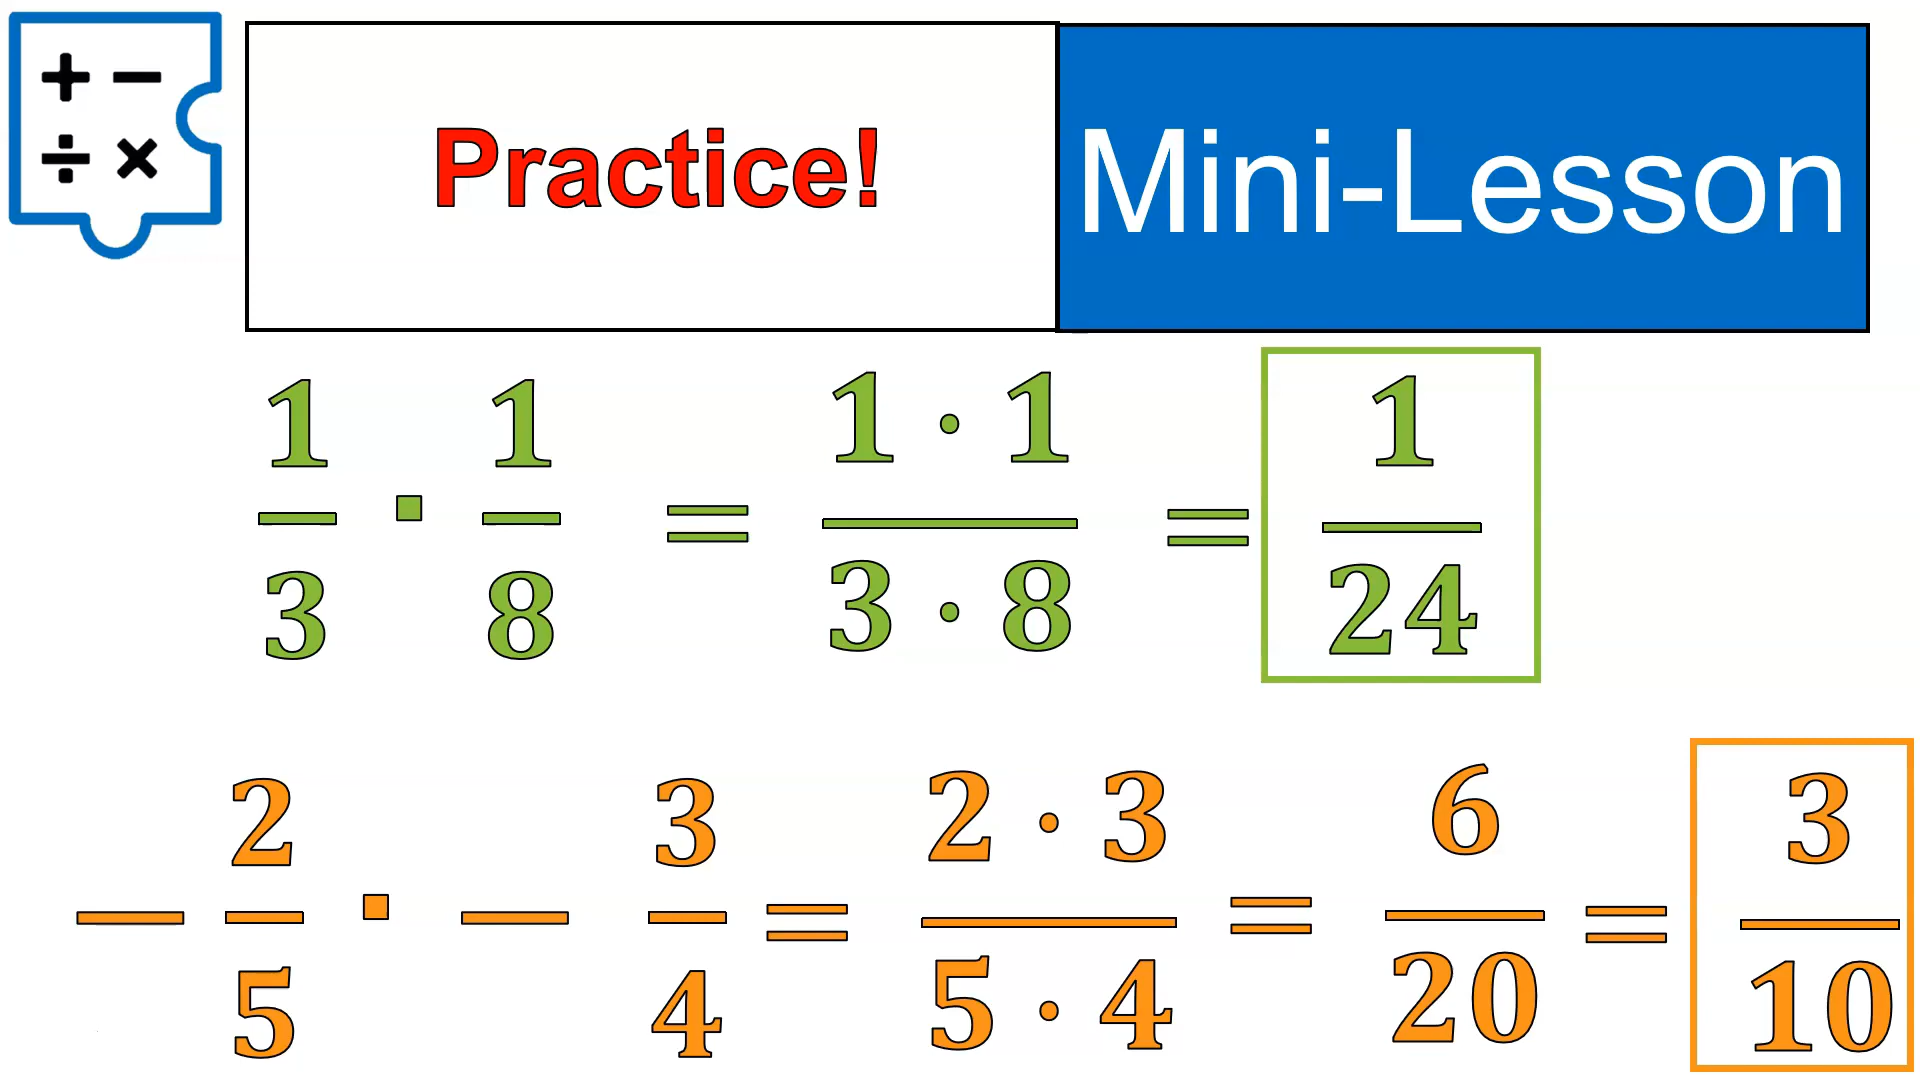 + −
÷ ×
Practice!
Mini-Lesson
1/3 · 1/8 = (1 · 1)/(3 · 8) = 1/24
− 2/5 · − 3/4 = (2 · 3)/(5 · 4) = 6/20 = 3/10